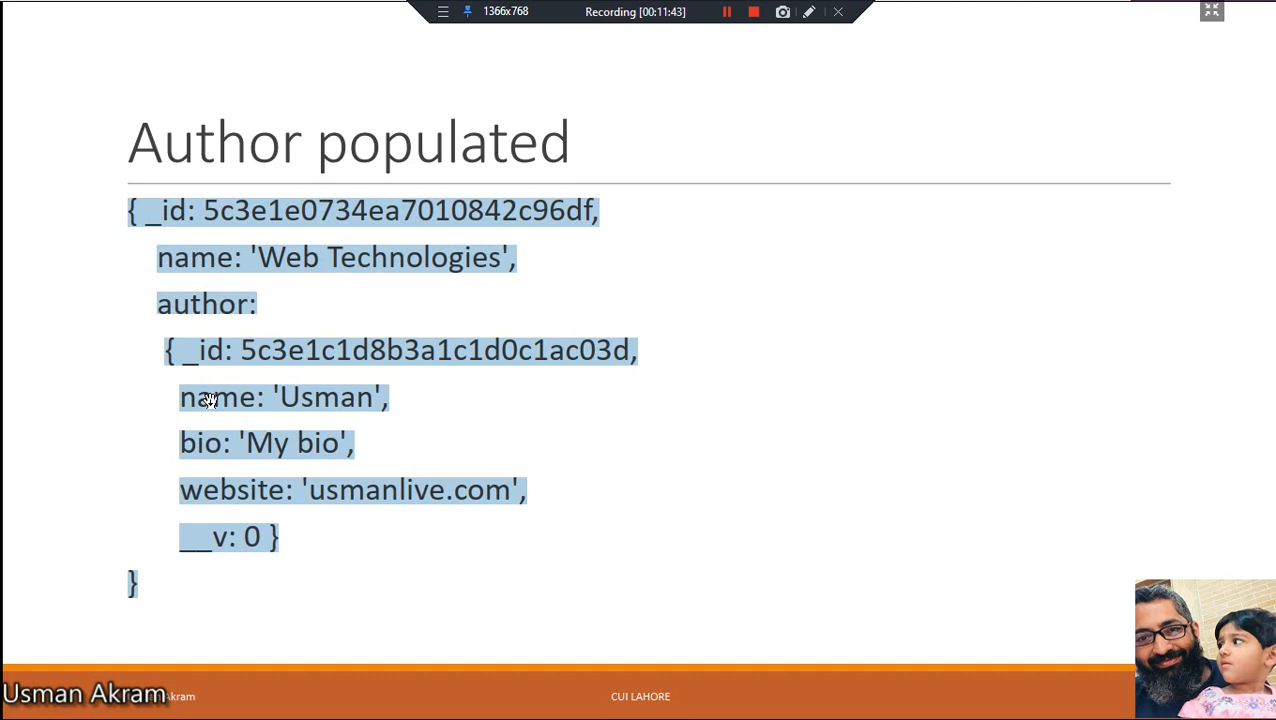 1366x768 Recording [00:11:43]
Author populated
{ _id: 5c3e1e0734ea7010842c96df,
name: 'Web Technologies',
author:
{ _id: 5c3e1c1d8b3a1c1d0c1ac03d,
name: 'Usman',
bio: 'My bio',
website: 'usmanlive.com',
__v: 0 }
}
Usman Akram
Akram CUI LAHORE